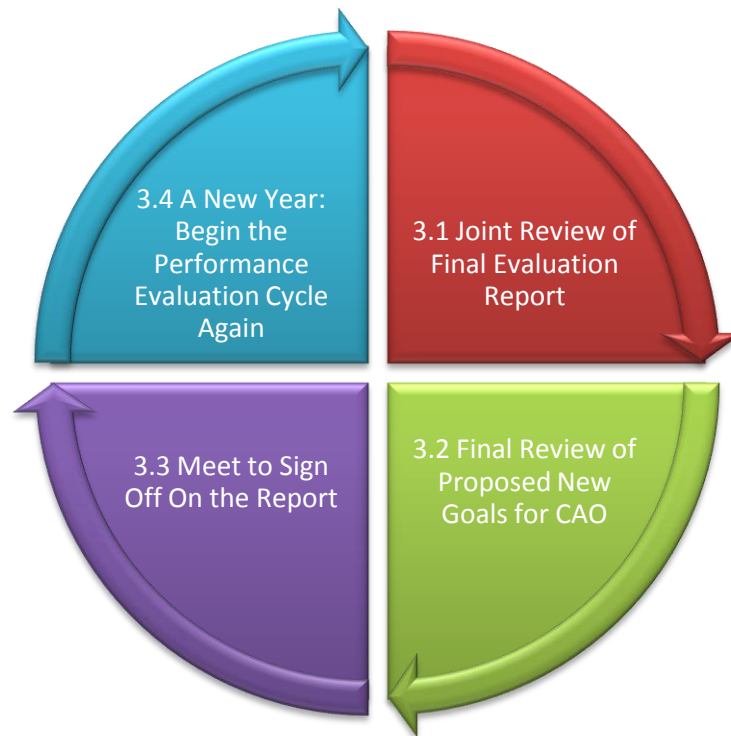 3.4 A New Year:
Begin the
Performance
Evaluation Cycle
Again
3.1 Joint Review of
Final Evaluation
Report
3.3 Meet to Sign
Off On the Report
3.2 Final Review of
Proposed New
Goals for CAO